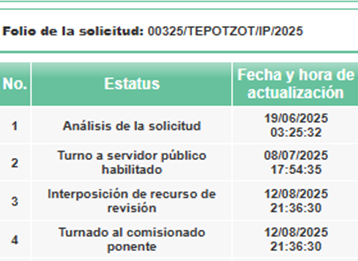 Folio de la solicitud: 00325/TEPOTZOT/IP/2025
No. Estatus Fecha y hora de
actualización
1 Análisis de la solicitud 19/06/2025
03:25:32
2 Turno a servidor público
habilitado 08/07/2025
17:54:35
3 Interposición de recurso de
revisión 12/08/2025
21:36:30
4 Turnado al comisionado
ponente 12/08/2025
21:36:30